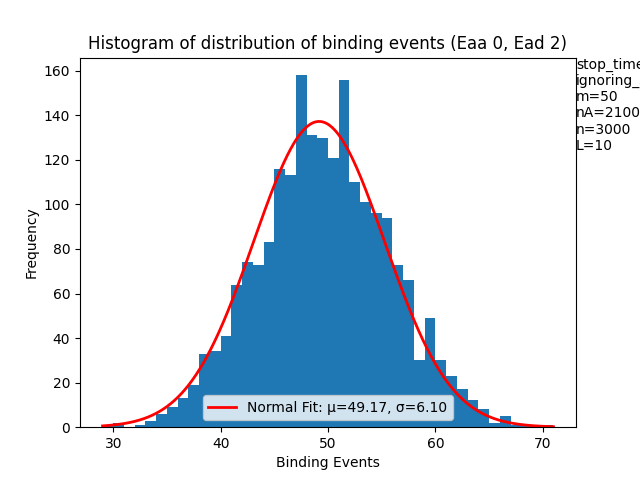 Histogram of distribution of binding events (Eaa 0, Ead 2)
stop_time
ignoring_
m=50
nA=2100
n=3000
L=10
160
140
120
100
80
60
40
20
0
Frequency
Normal Fit: μ=49.17, σ=6.10
30 40 50 60 70
Binding Events